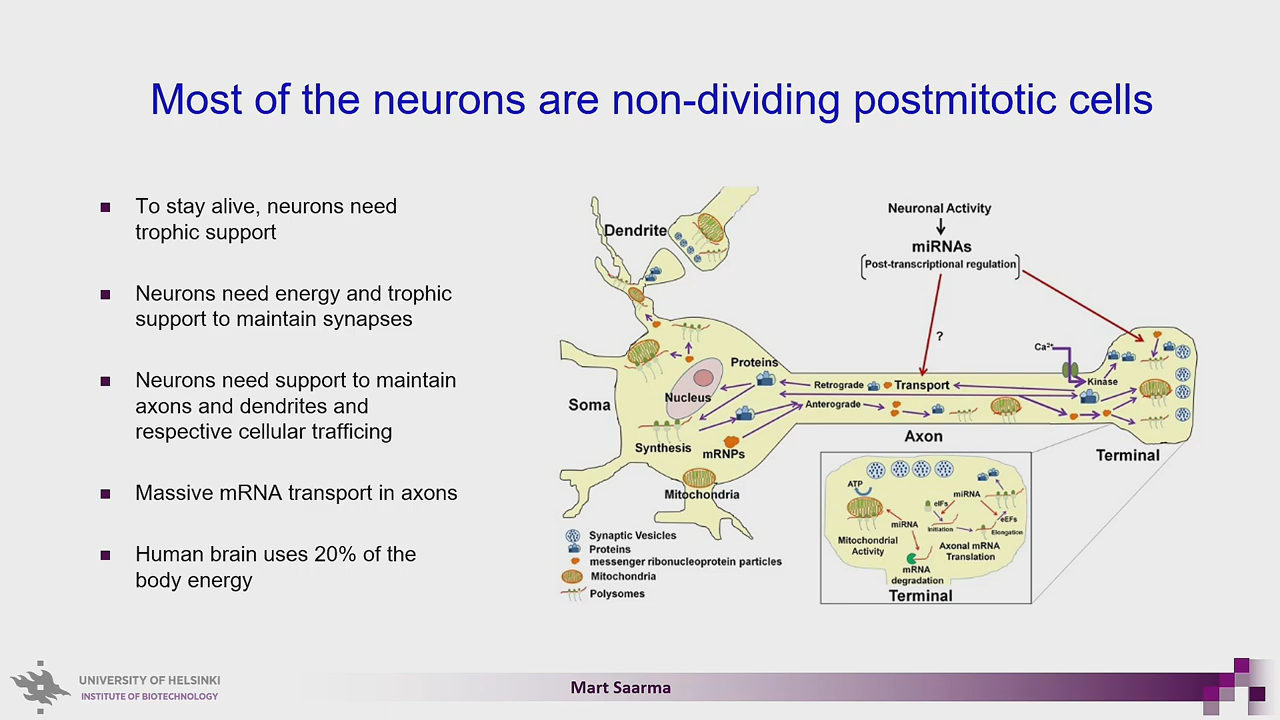 Most of the neurons are non-dividing postmitotic cells
To stay alive, neurons need
trophic support
Neurons need energy and trophic
support to maintain synapses
Neurons need support to maintain
axons and dendrites and
respective cellular trafficing
Massive mRNA transport in axons
Human brain uses 20% of the
body energy
Dendrite
Neuronal Activity
miRNAs
Post-transcriptional regulation
?
Ca²⁺
Proteins
Nucleus
Retrograde
Transport
Kinase
Soma
Anterograde
Synthesis
mRNPs
Axon
Terminal
Mitochondria
Synaptic Vesicles
Proteins
messenger ribonucleoprotein particles
Mitochondria
Polysomes
ATP
miRNA
eIFs
miRNA
Initiation
eEFs
Elongation
Mitochondrial
Activity
Axonal mRNA
Translation
mRNA
degradation
Terminal
UNIVERSITY OF HELSINKI
INSTITUTE OF BIOTECHNOLOGY
Mart Saarma